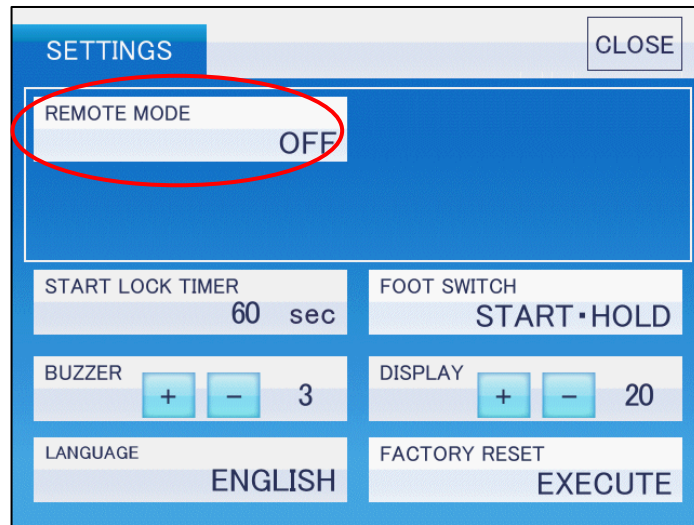 SETTINGS
CLOSE
REMOTE MODE
OFF
START LOCK TIMER
60 sec
FOOT SWITCH
START・HOLD
BUZZER
+ - 3
DISPLAY
+ - 20
LANGUAGE
ENGLISH
FACTORY RESET
EXECUTE